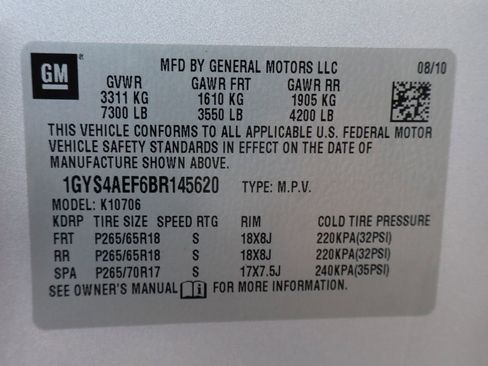 GM
MFD BY GENERAL MOTORS LLC 08/10
GVWR GAWR FRT GAWR RR
3311 KG 1610 KG 1905 KG
7300 LB 3550 LB 4200 LB
THIS VEHICLE CONFORMS TO ALL APPLICABLE U.S. FEDERAL MOTOR
VEHICLE SAFETY STANDARDS IN EFFECT ON THE DATE OF
MANUFACTURE SHOWN ABOVE.
1GYS4AEF6BR145620 TYPE: M.P.V.
MODEL: K10706
KDRP TIRE SIZE SPEED RTG RIM COLD TIRE PRESSURE
FRT P265/65R18 S 18X8J 220KPA(32PSI)
RR P265/65R18 S 18X8J 220KPA(32PSI)
SPA P265/70R17 S 17X7.5J 240KPA(35PSI)
SEE OWNER'S MANUAL FOR MORE INFORMATION.